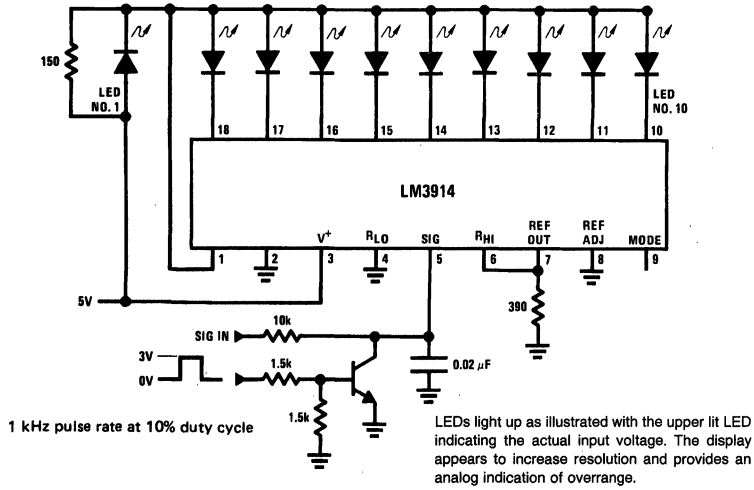 150
LED
NO. 1
LED
NO. 10
18 17 16 15 14 13 12 11 10
LM3914
V+ RLO SIG RHI REF OUT REF ADJ MODE
1 2 3 4 5 6 7 8 9
5V
390
SIG IN 10k
3V
0V
1.5k
0.02 μF
1.5k
1 kHz pulse rate at 10% duty cycle
LEDs light up as illustrated with the upper lit LED
indicating the actual input voltage. The display
appears to increase resolution and provides an
analog indication of overrange.